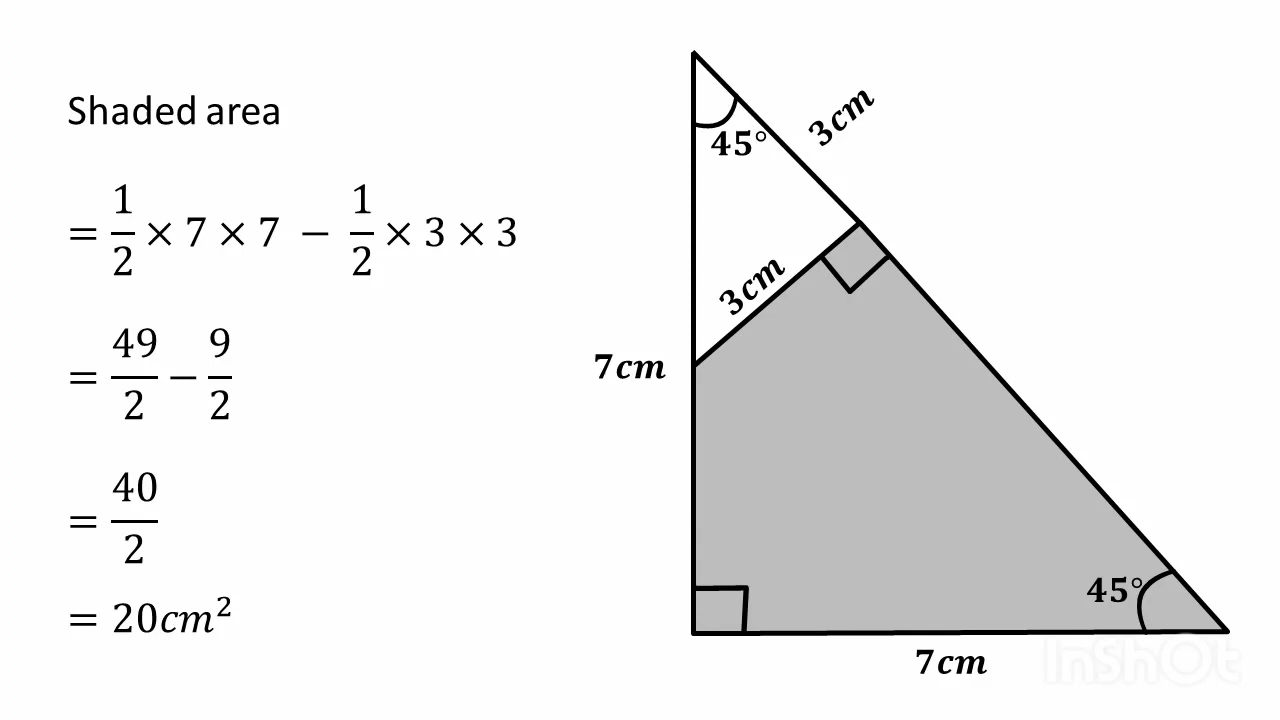 Shaded area
= 1/2 × 7 × 7 − 1/2 × 3 × 3
= 49/2 − 9/2
= 40/2
= 20cm²
45°
3cm
3cm
7cm
45°
7cm
InShOt